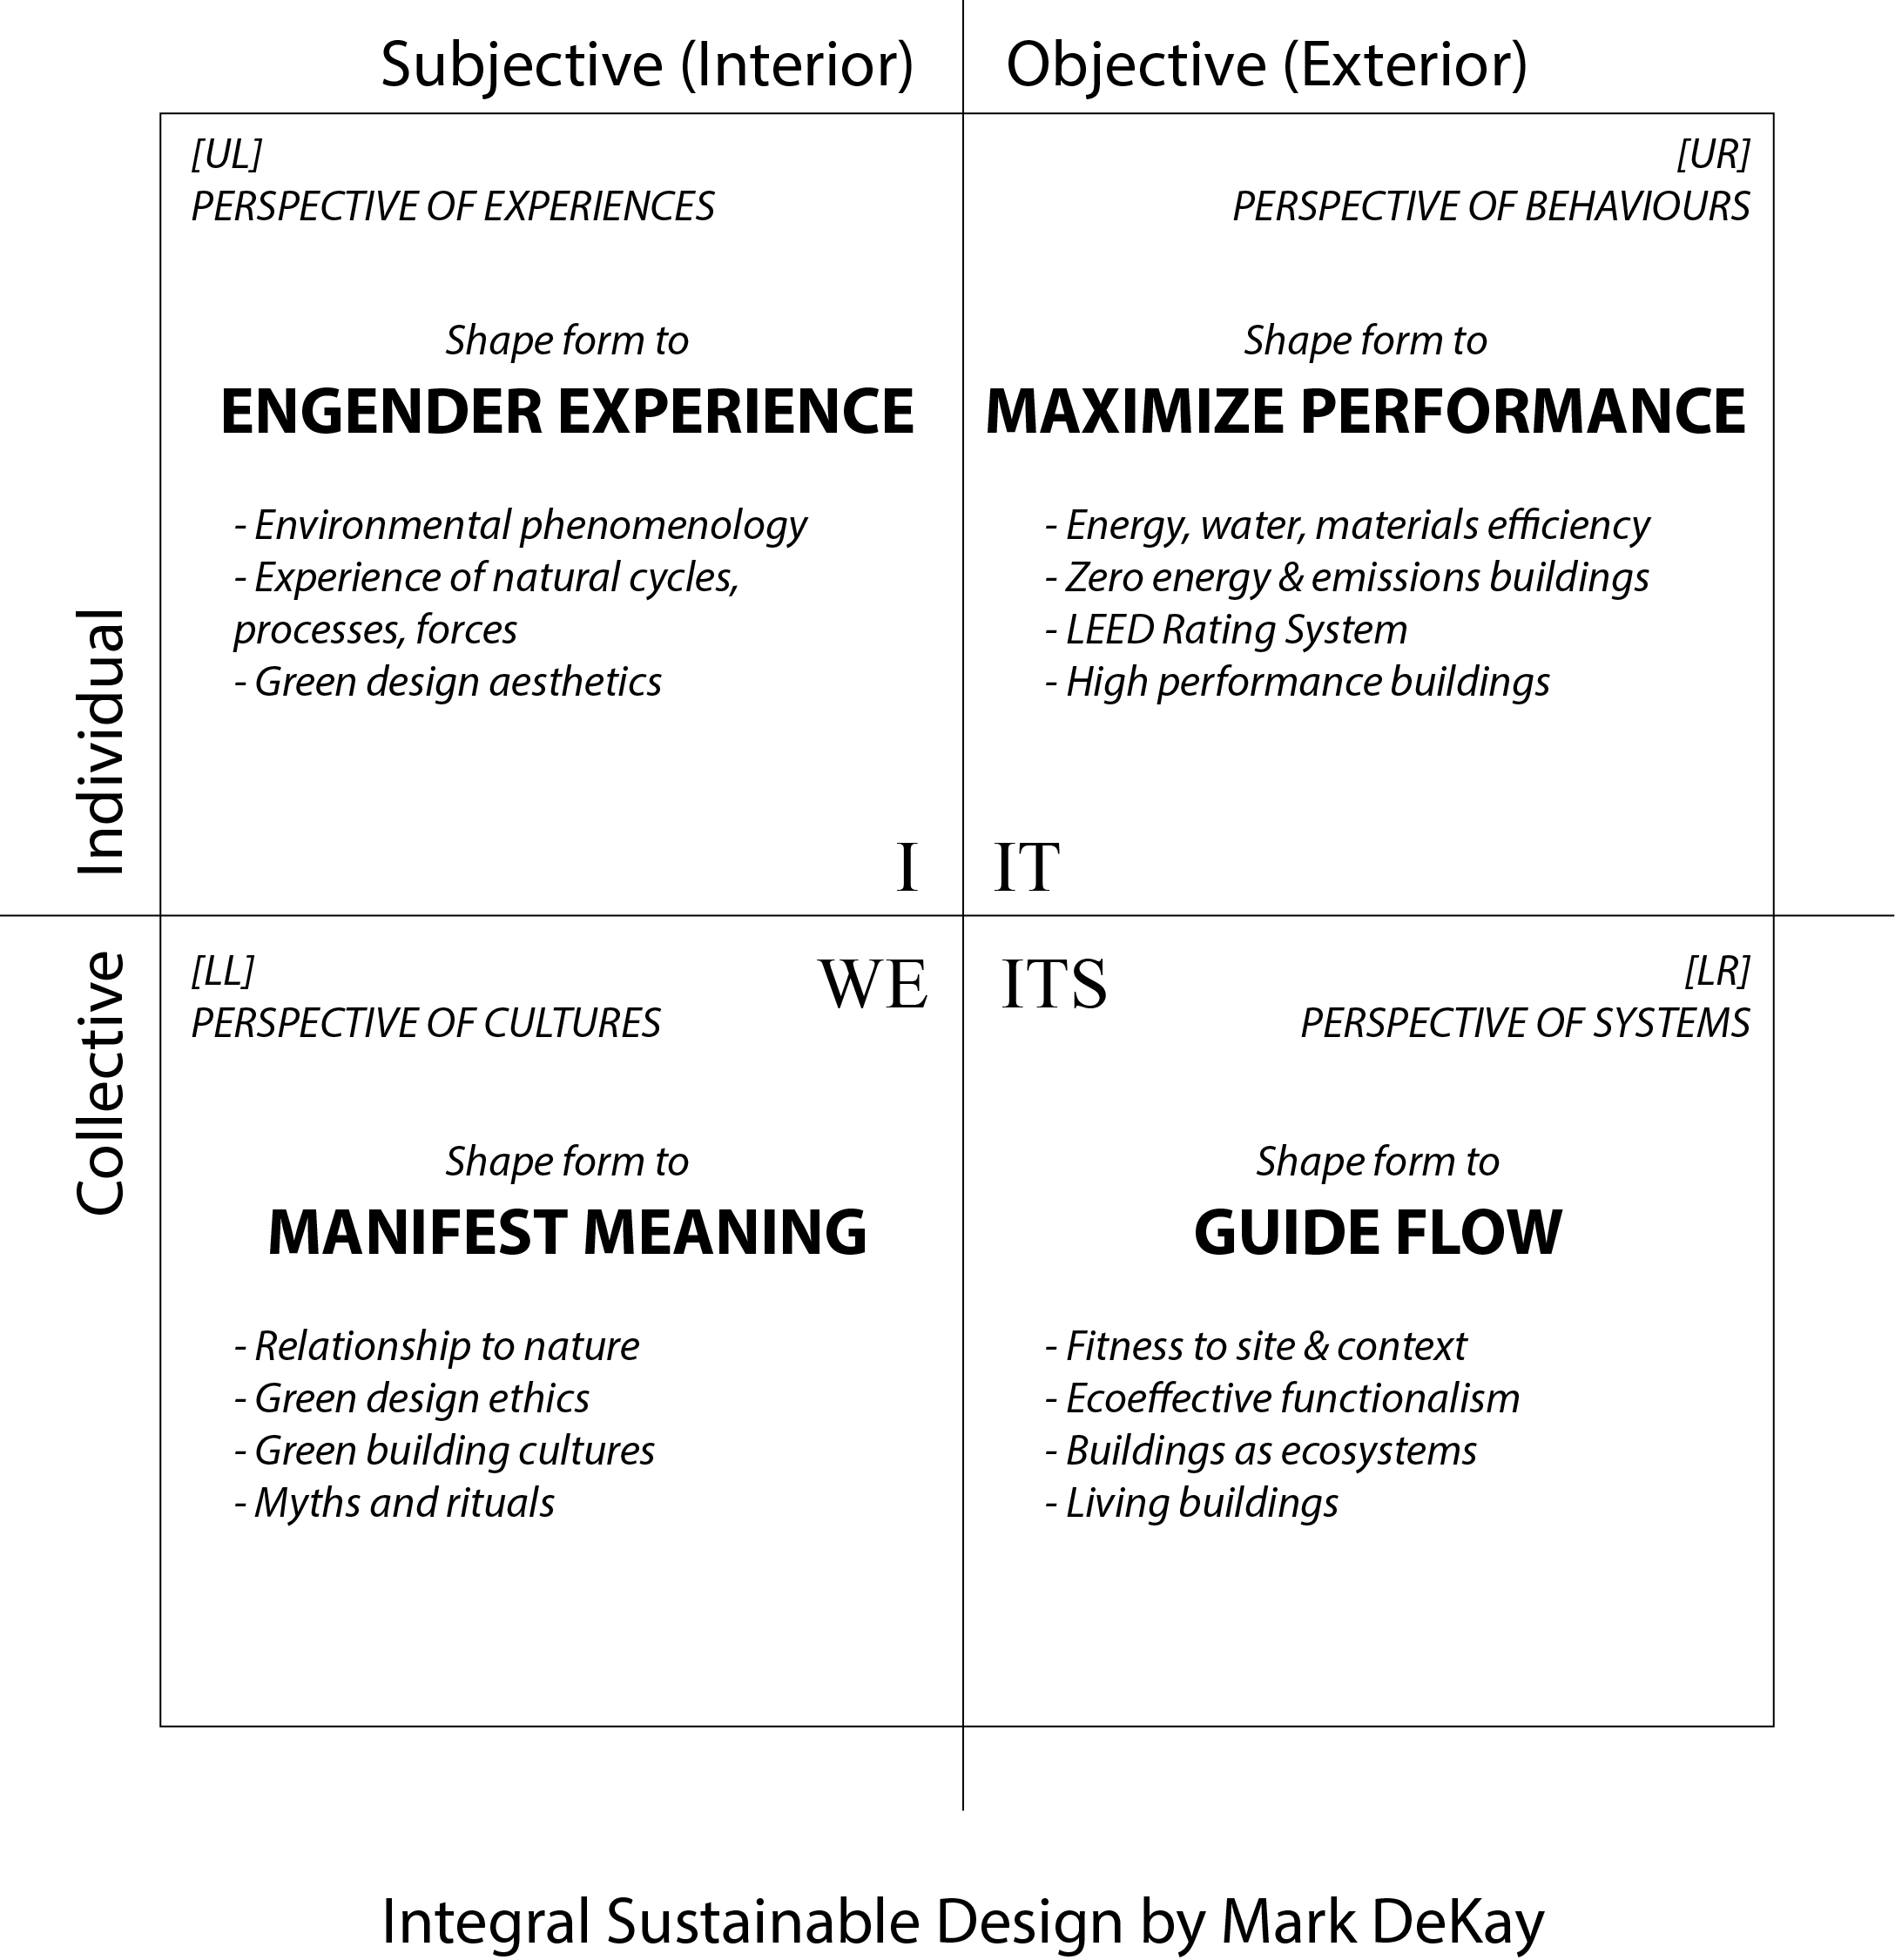 Subjective (Interior)
Objective (Exterior)
Individual
[UL]
PERSPECTIVE OF EXPERIENCES
Shape form to
ENGENDER EXPERIENCE
- Environmental phenomenology
- Experience of natural cycles,
processes, forces
- Green design aesthetics
I
[UR]
PERSPECTIVE OF BEHAVIOURS
Shape form to
MAXIMIZE PERFORMANCE
- Energy, water, materials efficiency
- Zero energy & emissions buildings
- LEED Rating System
- High performance buildings
IT
Collective
[LL]
WE
PERSPECTIVE OF CULTURES
Shape form to
MANIFEST MEANING
- Relationship to nature
- Green design ethics
- Green building cultures
- Myths and rituals
ITS
[LR]
PERSPECTIVE OF SYSTEMS
Shape form to
GUIDE FLOW
- Fitness to site & context
- Ecoeffective functionalism
- Buildings as ecosystems
- Living buildings
Integral Sustainable Design by Mark DeKay